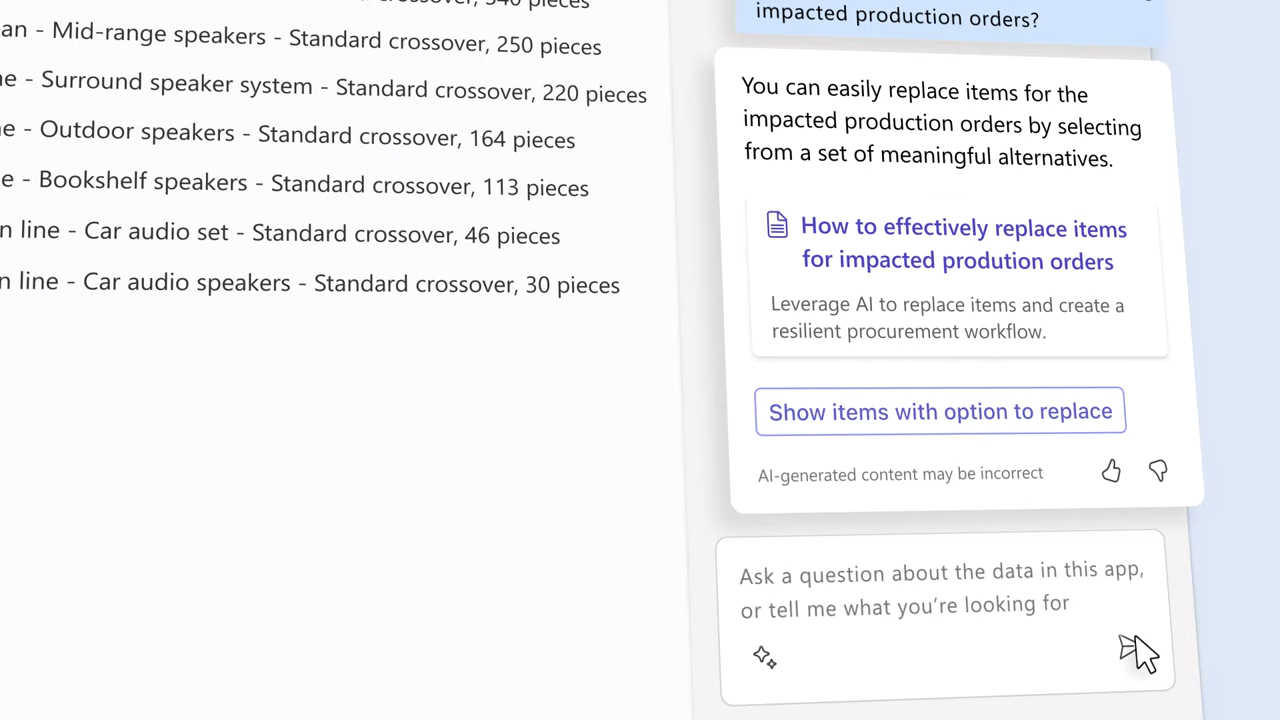 pieces
an - Mid-range speakers - Standard crossover, 250 pieces
e - Surround speaker system - Standard crossover, 220 pieces
e - Outdoor speakers - Standard crossover, 164 pieces
e - Bookshelf speakers - Standard crossover, 113 pieces
n line - Car audio set - Standard crossover, 46 pieces
n line - Car audio speakers - Standard crossover, 30 pieces
impacted production orders?
You can easily replace items for the
impacted production orders by selecting
from a set of meaningful alternatives.
How to effectively replace items
for impacted prodution orders
Leverage AI to replace items and create a
resilient procurement workflow.
Show items with option to replace
AI-generated content may be incorrect
Ask a question about the data in this app,
or tell me what you're looking for